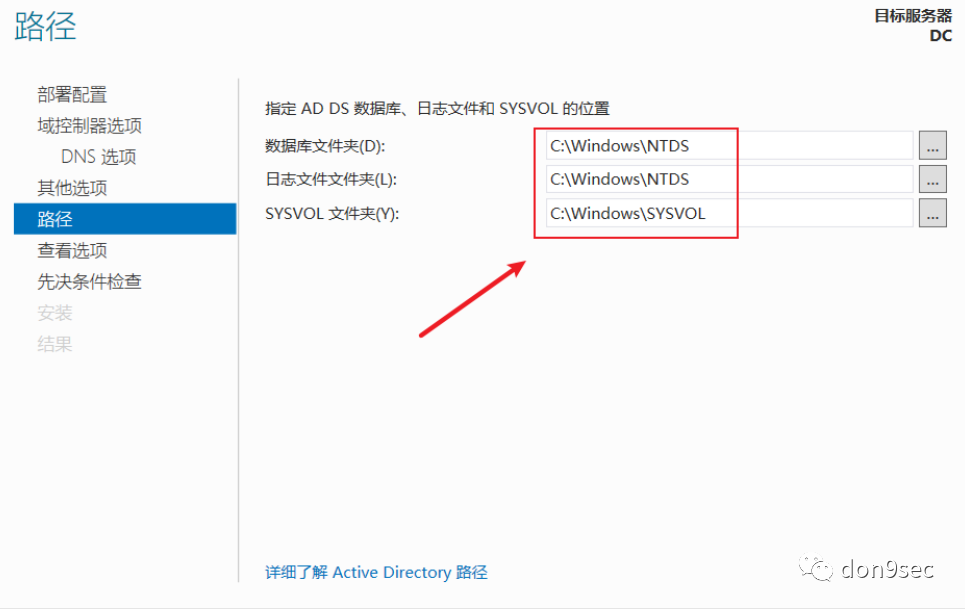 路径
目标服务器
DC
部署配置
域控制器选项
DNS 选项
其他选项
路径
查看选项
先决条件检查
安装
结果
指定 AD DS 数据库、日志文件和 SYSVOL 的位置
数据库文件夹(D): C:\Windows\NTDS ...
日志文件文件夹(L): C:\Windows\NTDS ...
SYSVOL 文件夹(Y): C:\Windows\SYSVOL ...
详细了解 Active Directory 路径
don9sec